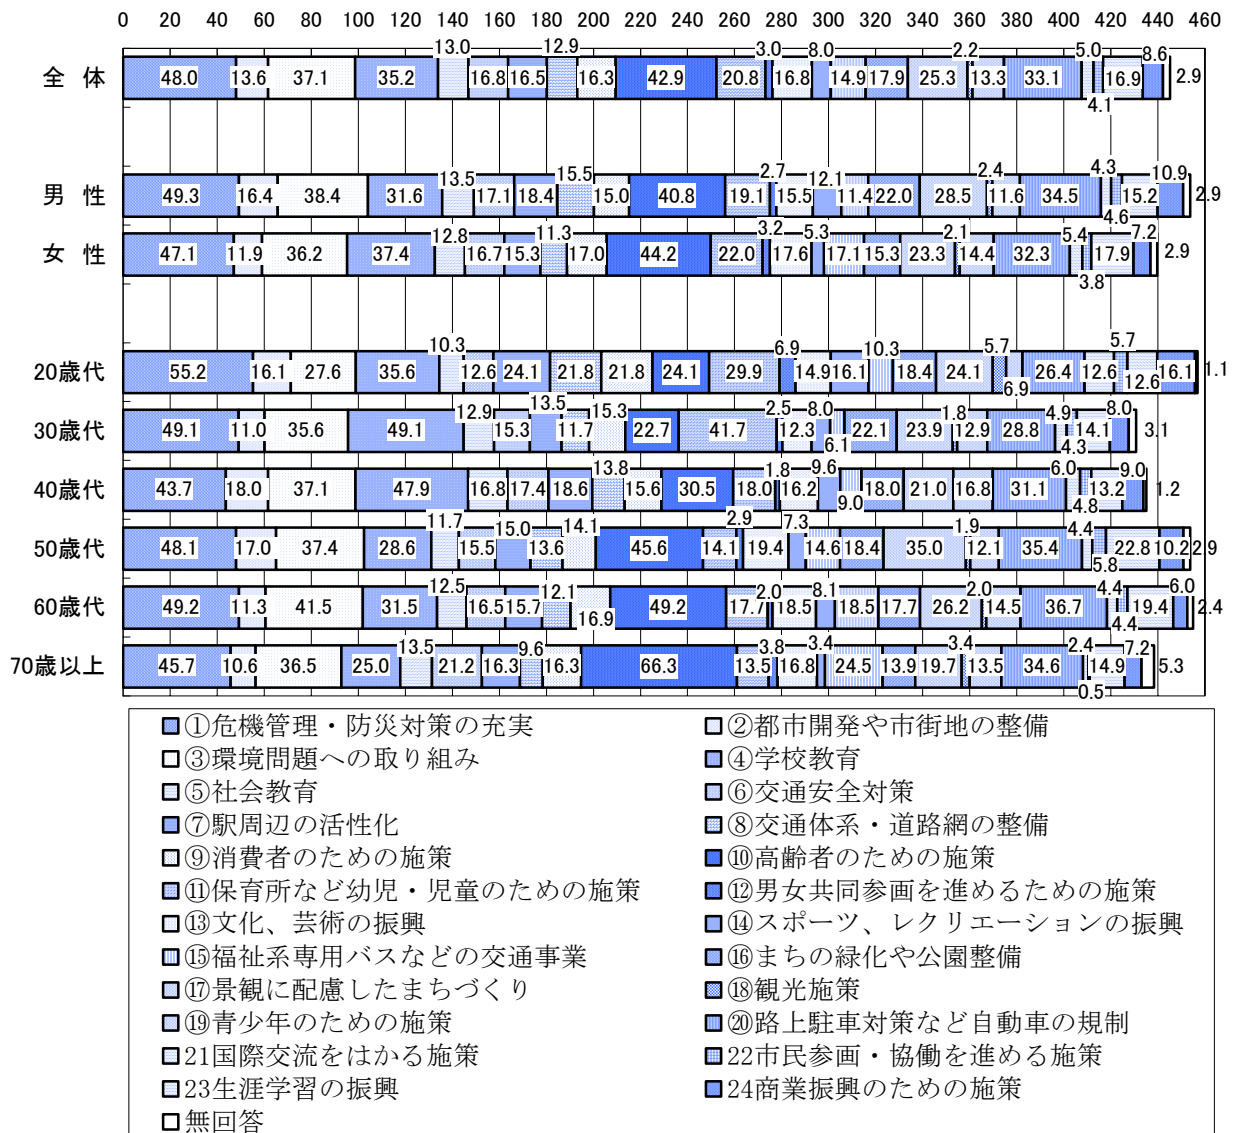 0 20 40 60 80 100 120 140 160 180 200 220 240 260 280 300 320 340 360 380 400 420 440 460
全 体 48.0 13.6 37.1 35.2 13.0 16.8 16.5 12.9 16.3 42.9 20.8 3.0 16.8 8.0 14.9 17.9 25.3 2.2 13.3 33.1 5.0 4.1 16.9 8.6 2.9
男 性 49.3 16.4 38.4 31.6 13.5 17.1 18.4 15.5 15.0 40.8 19.1 2.7 15.5 12.1 11.4 22.0 28.5 2.4 11.6 34.5 4.3 4.6 15.2 10.9 2.9
女 性 47.1 11.9 36.2 37.4 12.8 16.7 15.3 11.3 17.0 44.2 22.0 3.2 17.6 5.3 17.1 15.3 23.3 2.1 14.4 32.3 5.4 3.8 17.9 7.2 2.9
20歳代 55.2 16.1 27.6 35.6 10.3 12.6 24.1 21.8 21.8 24.1 29.9 6.9 14.9 16.1 10.3 18.4 24.1 5.7 6.9 26.4 12.6 5.7 12.6 16.1 1.1
30歳代 49.1 11.0 35.6 49.1 12.9 15.3 13.5 11.7 15.3 22.7 41.7 2.5 12.3 8.0 6.1 22.1 23.9 1.8 12.9 28.8 4.9 4.3 14.1 8.0 3.1
40歳代 43.7 18.0 37.1 47.9 16.8 17.4 18.6 13.8 15.6 30.5 18.0 1.8 16.2 9.6 9.0 18.0 21.0 16.8 31.1 6.0 4.8 13.2 9.0 1.2
50歳代 48.1 17.0 37.4 28.6 11.7 15.5 15.0 13.6 14.1 45.6 14.1 2.9 19.4 7.3 14.6 18.4 35.0 1.9 12.1 35.4 4.4 5.8 22.8 10.2 2.9
60歳代 49.2 11.3 41.5 31.5 12.5 16.5 15.7 12.1 16.9 49.2 17.7 2.0 18.5 8.1 18.5 17.7 26.2 2.0 14.5 36.7 4.4 4.4 19.4 6.0 2.4
70歳以上 45.7 10.6 36.5 25.0 13.5 21.2 16.3 9.6 16.3 66.3 13.5 3.8 16.8 3.4 24.5 13.9 19.7 3.4 13.5 34.6 2.4 0.5 14.9 7.2 5.3
①危機管理・防災対策の充実 ②都市開発や市街地の整備
③環境問題への取り組み ④学校教育
⑤社会教育 ⑥交通安全対策
⑦駅周辺の活性化 ⑧交通体系・道路網の整備
⑨消費者のための施策 ⑩高齢者のための施策
⑪保育所など幼児・児童のための施策 ⑫男女共同参画を進めるための施策
⑬文化、芸術の振興 ⑭スポーツ、レクリエーションの振興
⑮福祉系専用バスなどの交通事業 ⑯まちの緑化や公園整備
⑰景観に配慮したまちづくり ⑱観光施策
⑲青少年のための施策 ⑳路上駐車対策など自動車の規制
21国際交流をはかる施策 22市民参画・協働を進める施策
23生涯学習の振興 24商業振興のための施策
無回答